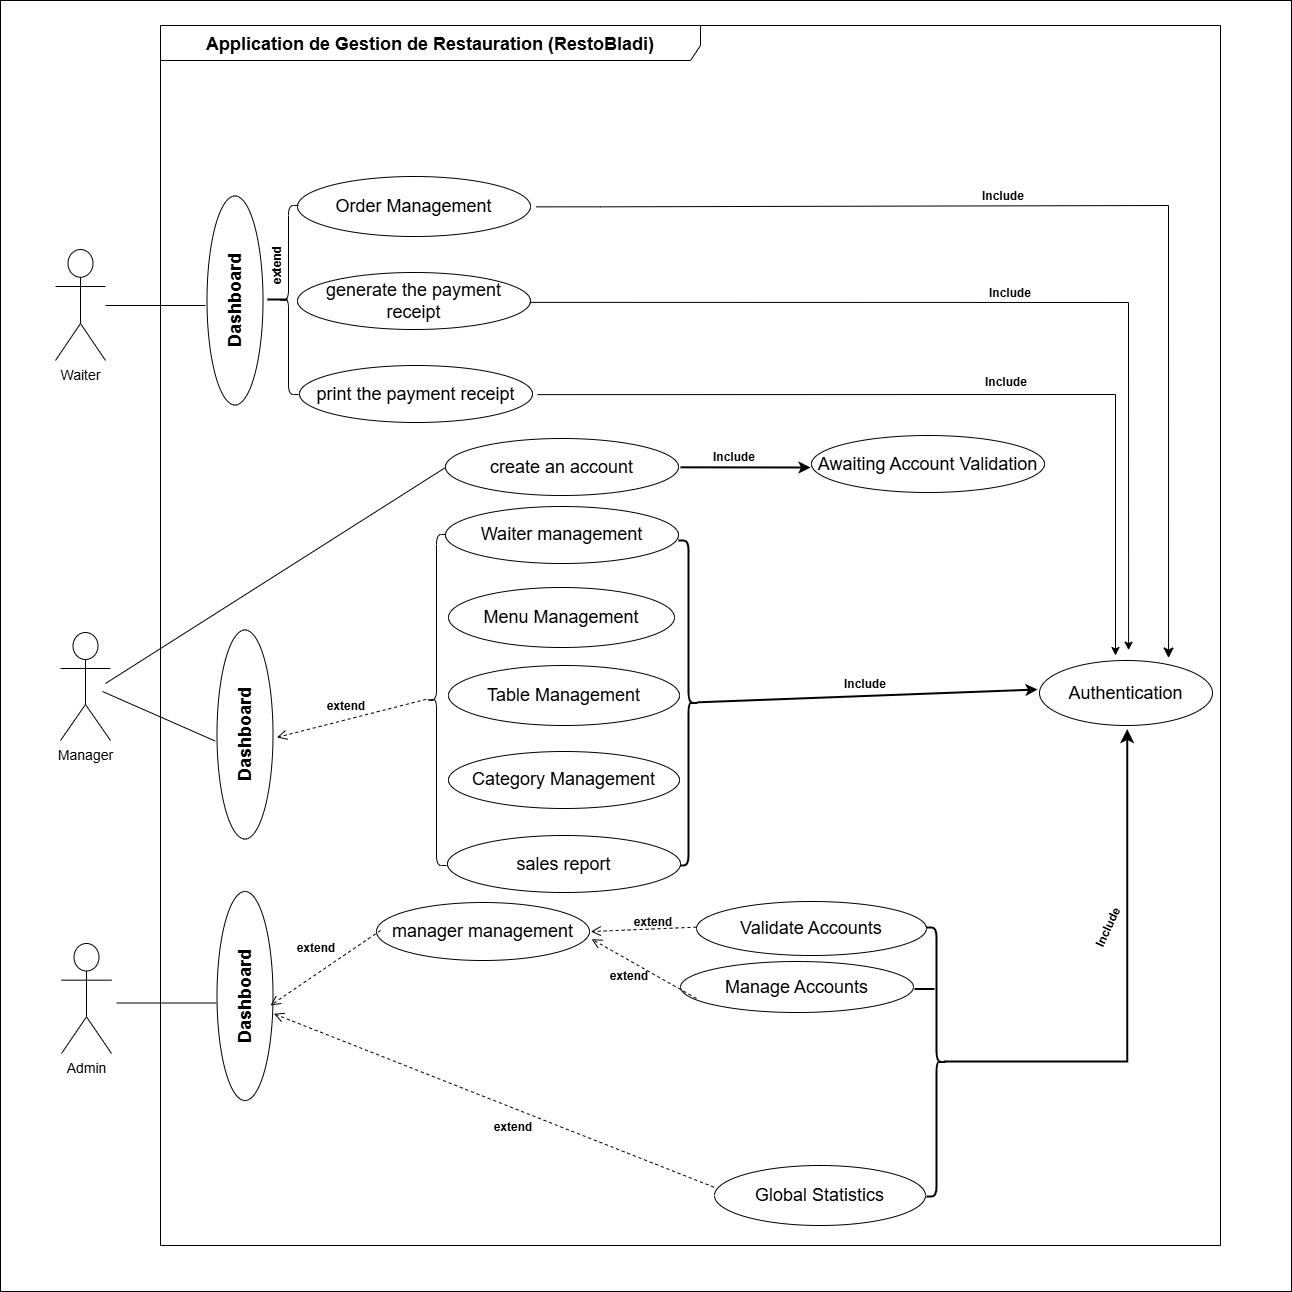 Application de Gestion de Restauration (RestoBladi)
Order Management
Include
extend
Dashboard
generate the payment
receipt
Include
Waiter
print the payment receipt
Include
create an account
Include
Awaiting Account Validation
Waiter management
Menu Management
Table Management
Include
Authentication
extend
Dashboard
Manager
Category Management
sales report
manager management
extend
Validate Accounts
extend
Dashboard
extend
Manage Accounts
Include
Admin
extend
Global Statistics